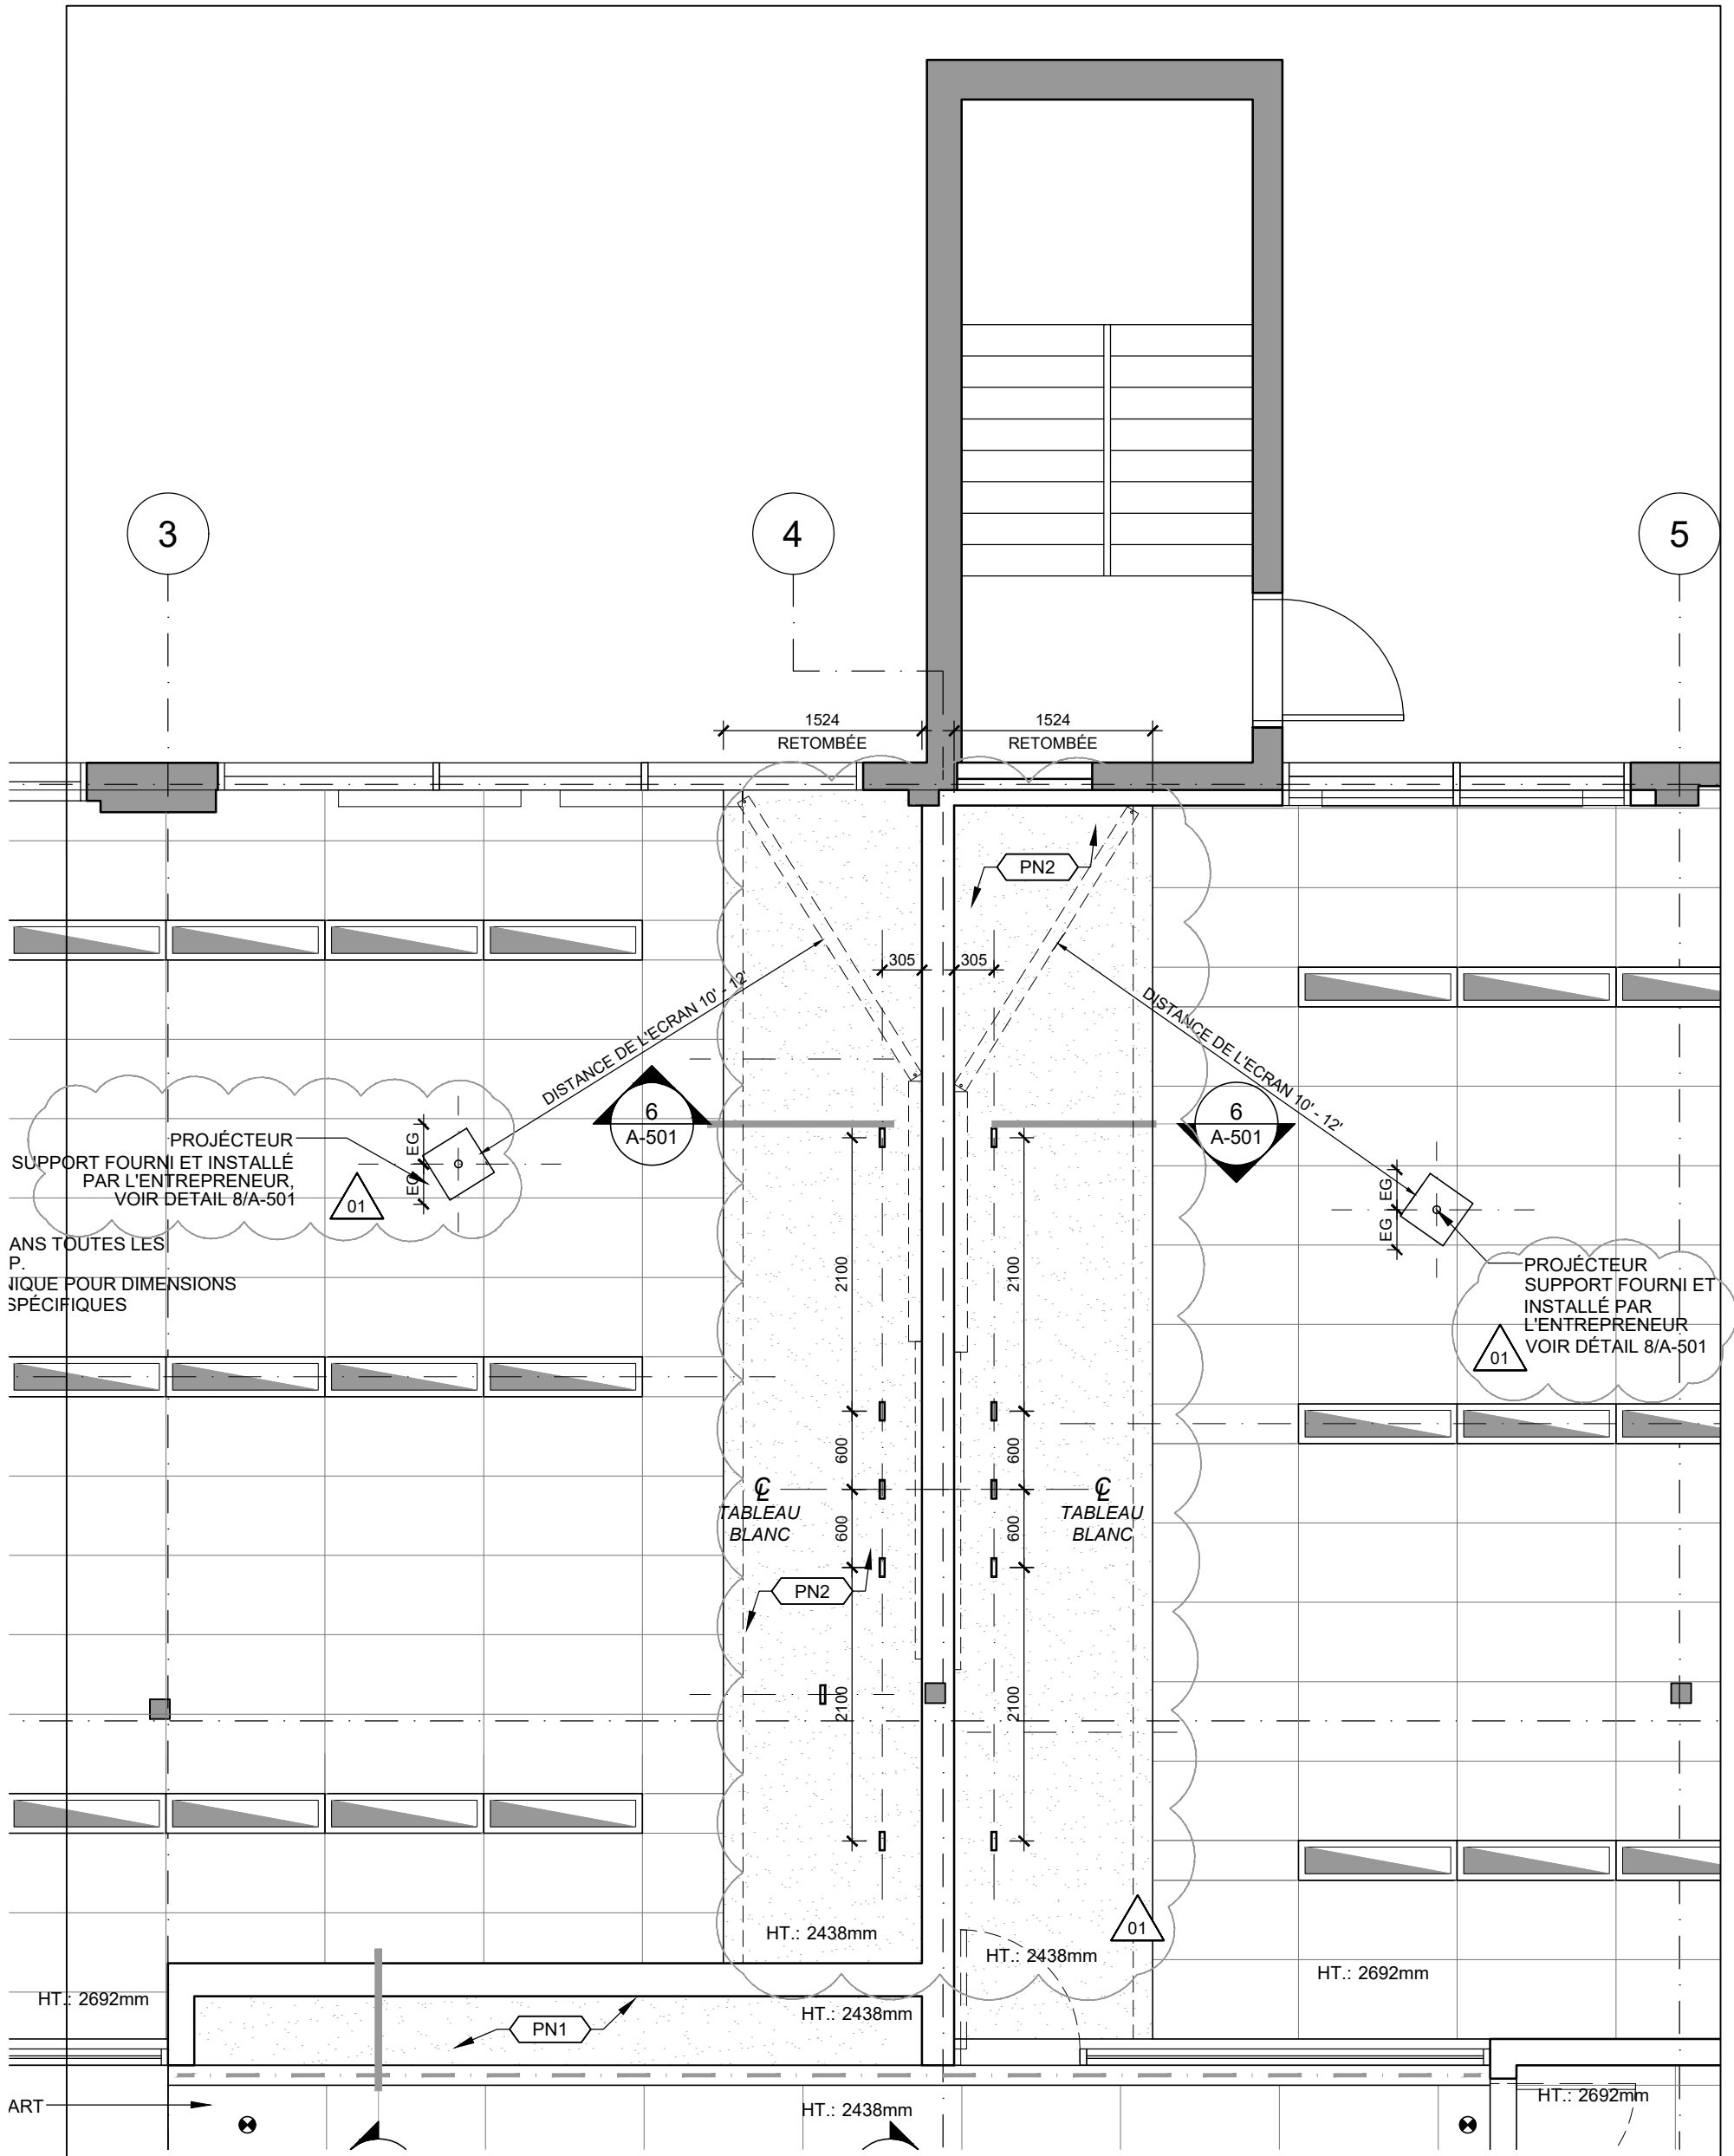 3
4
5
1524
RETOMBÉE
1524
RETOMBÉE
PN2
305
305
DISTANCE DE L'ECRAN 10' - 12'
DISTANCE DE L'ECRAN 10' - 12'
6
A-501
6
A-501
PROJÉCTEUR
SUPPORT FOURNI ET INSTALLÉ
PAR L'ENTREPRENEUR,
VOIR DETAIL 8/A-501
01
EG
EG
EG
EG
ANS TOUTES LES
P.
NIQUE POUR DIMENSIONS
SPÉCIFIQUES
PROJÉCTEUR
SUPPORT FOURNI ET
INSTALLÉ PAR
L'ENTREPRENEUR
VOIR DÉTAIL 8/A-501
01
2100
2100
600
600
℄
TABLEAU
BLANC
℄
TABLEAU
BLANC
600
600
PN2
2100
2100
HT.: 2438mm
01
HT.: 2438mm
HT.: 2692mm
HT.: 2692mm
HT.: 2438mm
PN1
ART
HT.: 2438mm
HT.: 2692mm